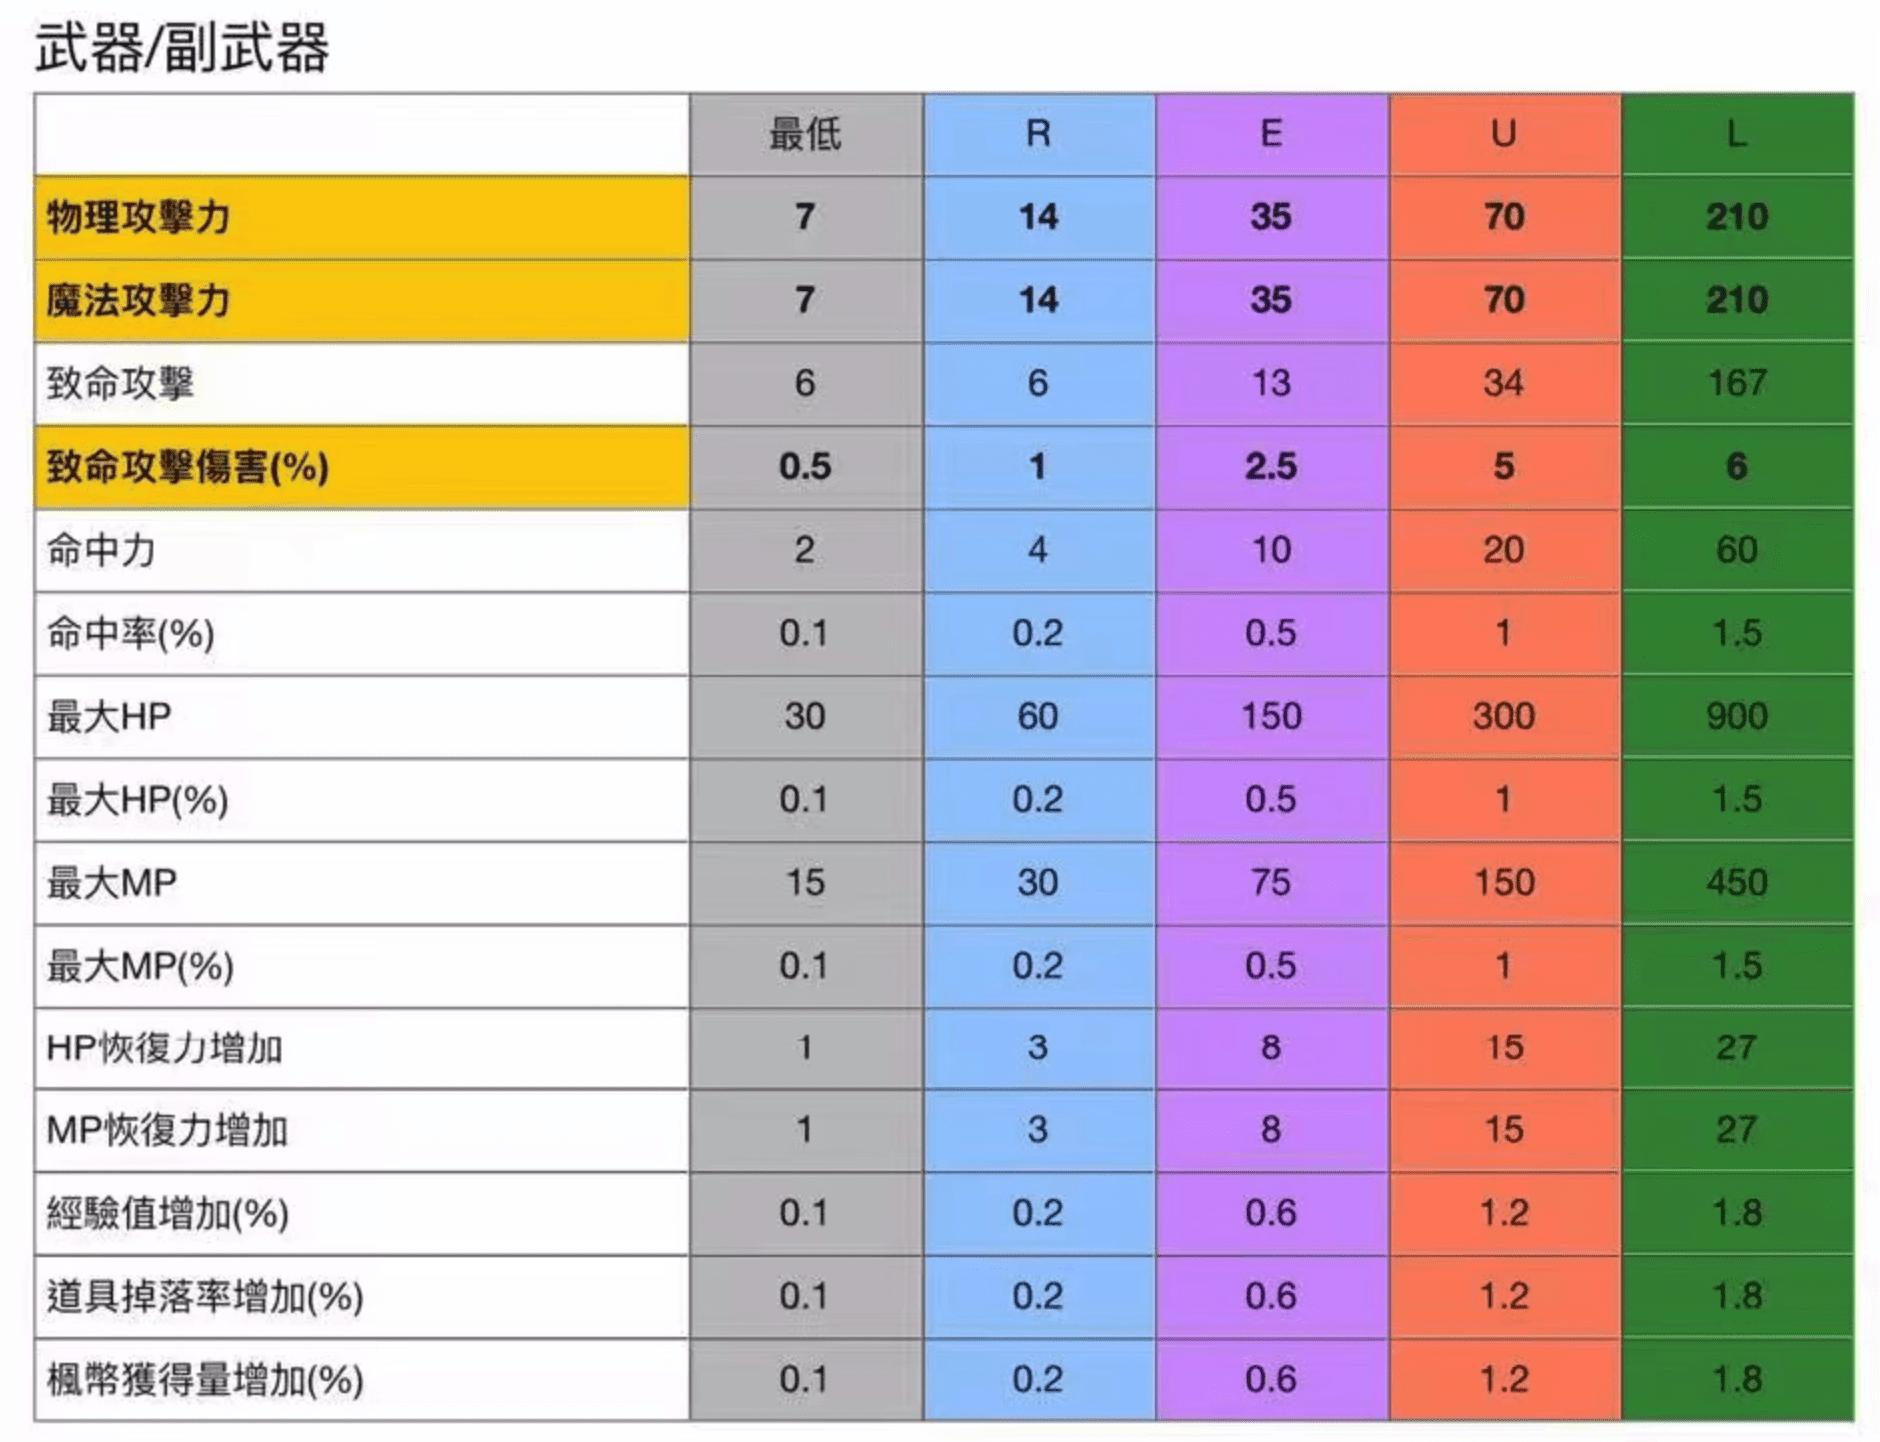 武器/副武器
最低 R E U L
物理攻擊力 7 14 35 70 210
魔法攻擊力 7 14 35 70 210
致命攻擊 6 6 13 34 167
致命攻擊傷害(%) 0.5 1 2.5 5 6
命中力 2 4 10 20 60
命中率(%) 0.1 0.2 0.5 1 1.5
最大HP 30 60 150 300 900
最大HP(%) 0.1 0.2 0.5 1 1.5
最大MP 15 30 75 150 450
最大MP(%) 0.1 0.2 0.5 1 1.5
HP恢復力增加 1 3 8 15 27
MP恢復力增加 1 3 8 15 27
經驗值增加(%) 0.1 0.2 0.6 1.2 1.8
道具掉落率增加(%) 0.1 0.2 0.6 1.2 1.8
楓幣獲得量增加(%) 0.1 0.2 0.6 1.2 1.8